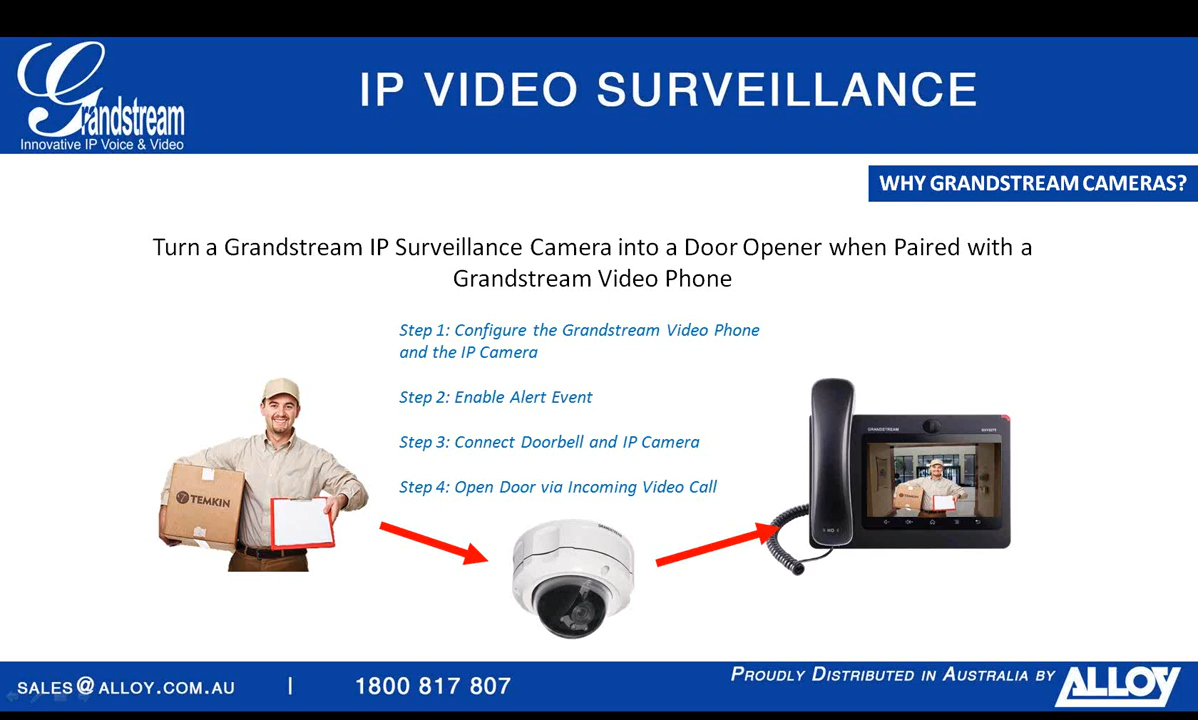 Grandstream
Innovative IP Voice & Video
IP VIDEO SURVEILLANCE
WHY GRANDSTREAM CAMERAS?
Turn a Grandstream IP Surveillance Camera into a Door Opener when Paired with a
Grandstream Video Phone
Step 1: Configure the Grandstream Video Phone
and the IP Camera
Step 2: Enable Alert Event
Step 3: Connect Doorbell and IP Camera
Step 4: Open Door via Incoming Video Call
TEMKIN
GRANDSTREAM
TEMKIN
HD
SALES@ALLOY.COM.AU | 1800 817 807
PROUDLY DISTRIBUTED IN AUSTRALIA BY
ALLOY